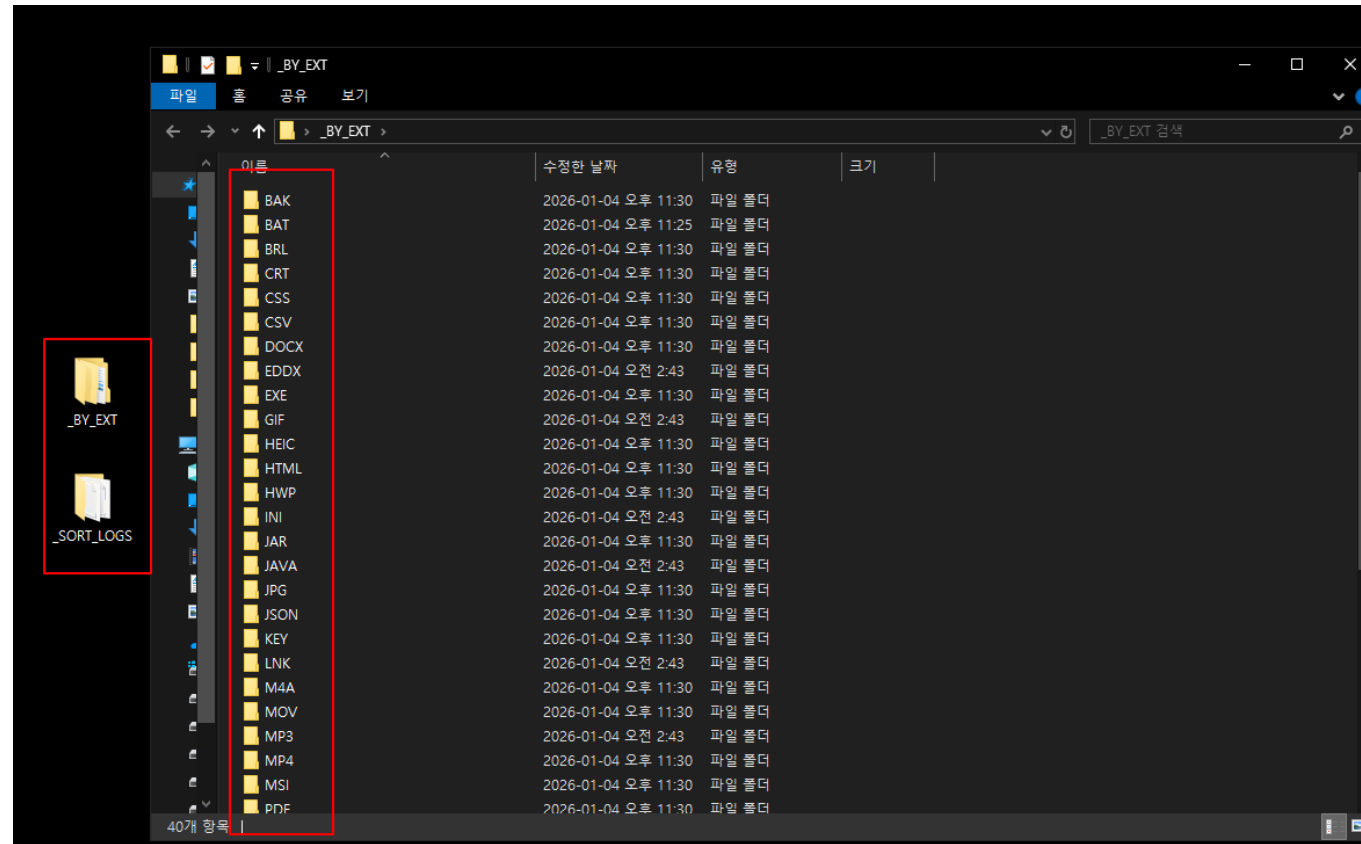 _BY_EXT
파일 홈 공유 보기
_BY_EXT
_BY_EXT 검색
이름 수정한 날짜 유형 크기
BAK 2026-01-04 오후 11:30 파일 폴더
BAT 2026-01-04 오후 11:25 파일 폴더
BRL 2026-01-04 오후 11:30 파일 폴더
CRT 2026-01-04 오후 11:30 파일 폴더
CSS 2026-01-04 오후 11:30 파일 폴더
CSV 2026-01-04 오후 11:30 파일 폴더
DOCX 2026-01-04 오후 11:30 파일 폴더
EDDX 2026-01-04 오전 2:43 파일 폴더
EXE 2026-01-04 오후 11:30 파일 폴더
GIF 2026-01-04 오전 2:43 파일 폴더
HEIC 2026-01-04 오후 11:30 파일 폴더
HTML 2026-01-04 오후 11:30 파일 폴더
HWP 2026-01-04 오후 11:30 파일 폴더
INI 2026-01-04 오전 2:43 파일 폴더
JAR 2026-01-04 오후 11:30 파일 폴더
JAVA 2026-01-04 오전 2:43 파일 폴더
JPG 2026-01-04 오후 11:30 파일 폴더
JSON 2026-01-04 오후 11:30 파일 폴더
KEY 2026-01-04 오후 11:30 파일 폴더
LNK 2026-01-04 오전 2:43 파일 폴더
M4A 2026-01-04 오후 11:30 파일 폴더
MOV 2026-01-04 오후 11:30 파일 폴더
MP3 2026-01-04 오전 2:43 파일 폴더
MP4 2026-01-04 오후 11:30 파일 폴더
MSI 2026-01-04 오후 11:30 파일 폴더
PDF 2026-01-04 오후 11:30 파일 폴더
40개 항목
_BY_EXT
_SORT_LOGS